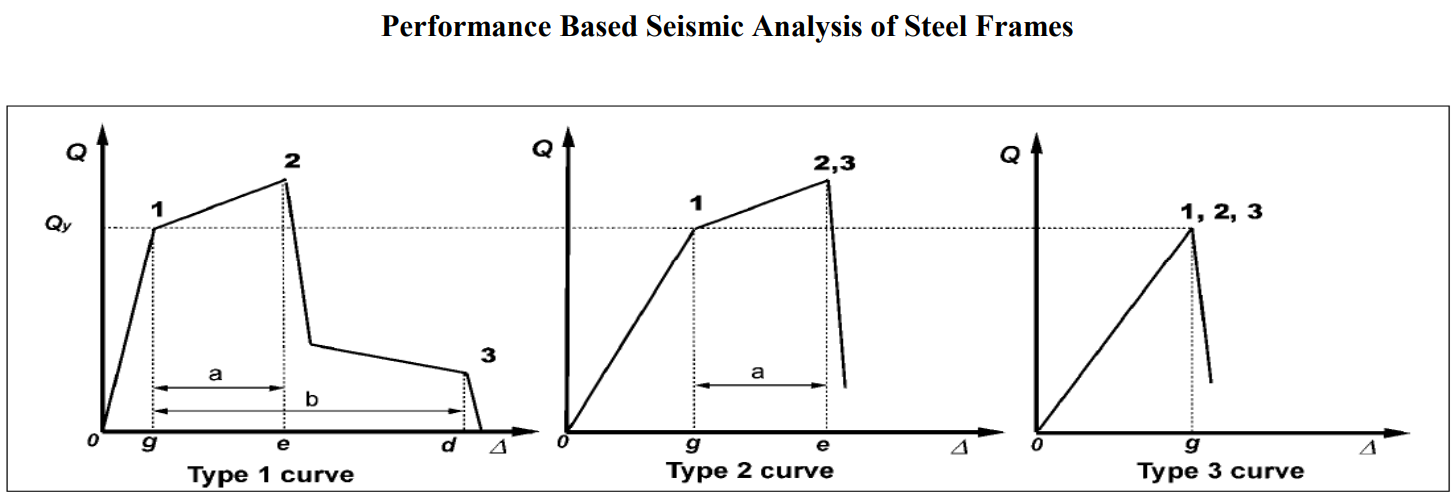 Performance Based Seismic Analysis of Steel Frames
Q
2
1
Qy
a
b
3
0 g e d Δ
Type 1 curve
Q
2,3
1
a
0 g e Δ
Type 2 curve
Q
1, 2, 3
0 g Δ
Type 3 curve